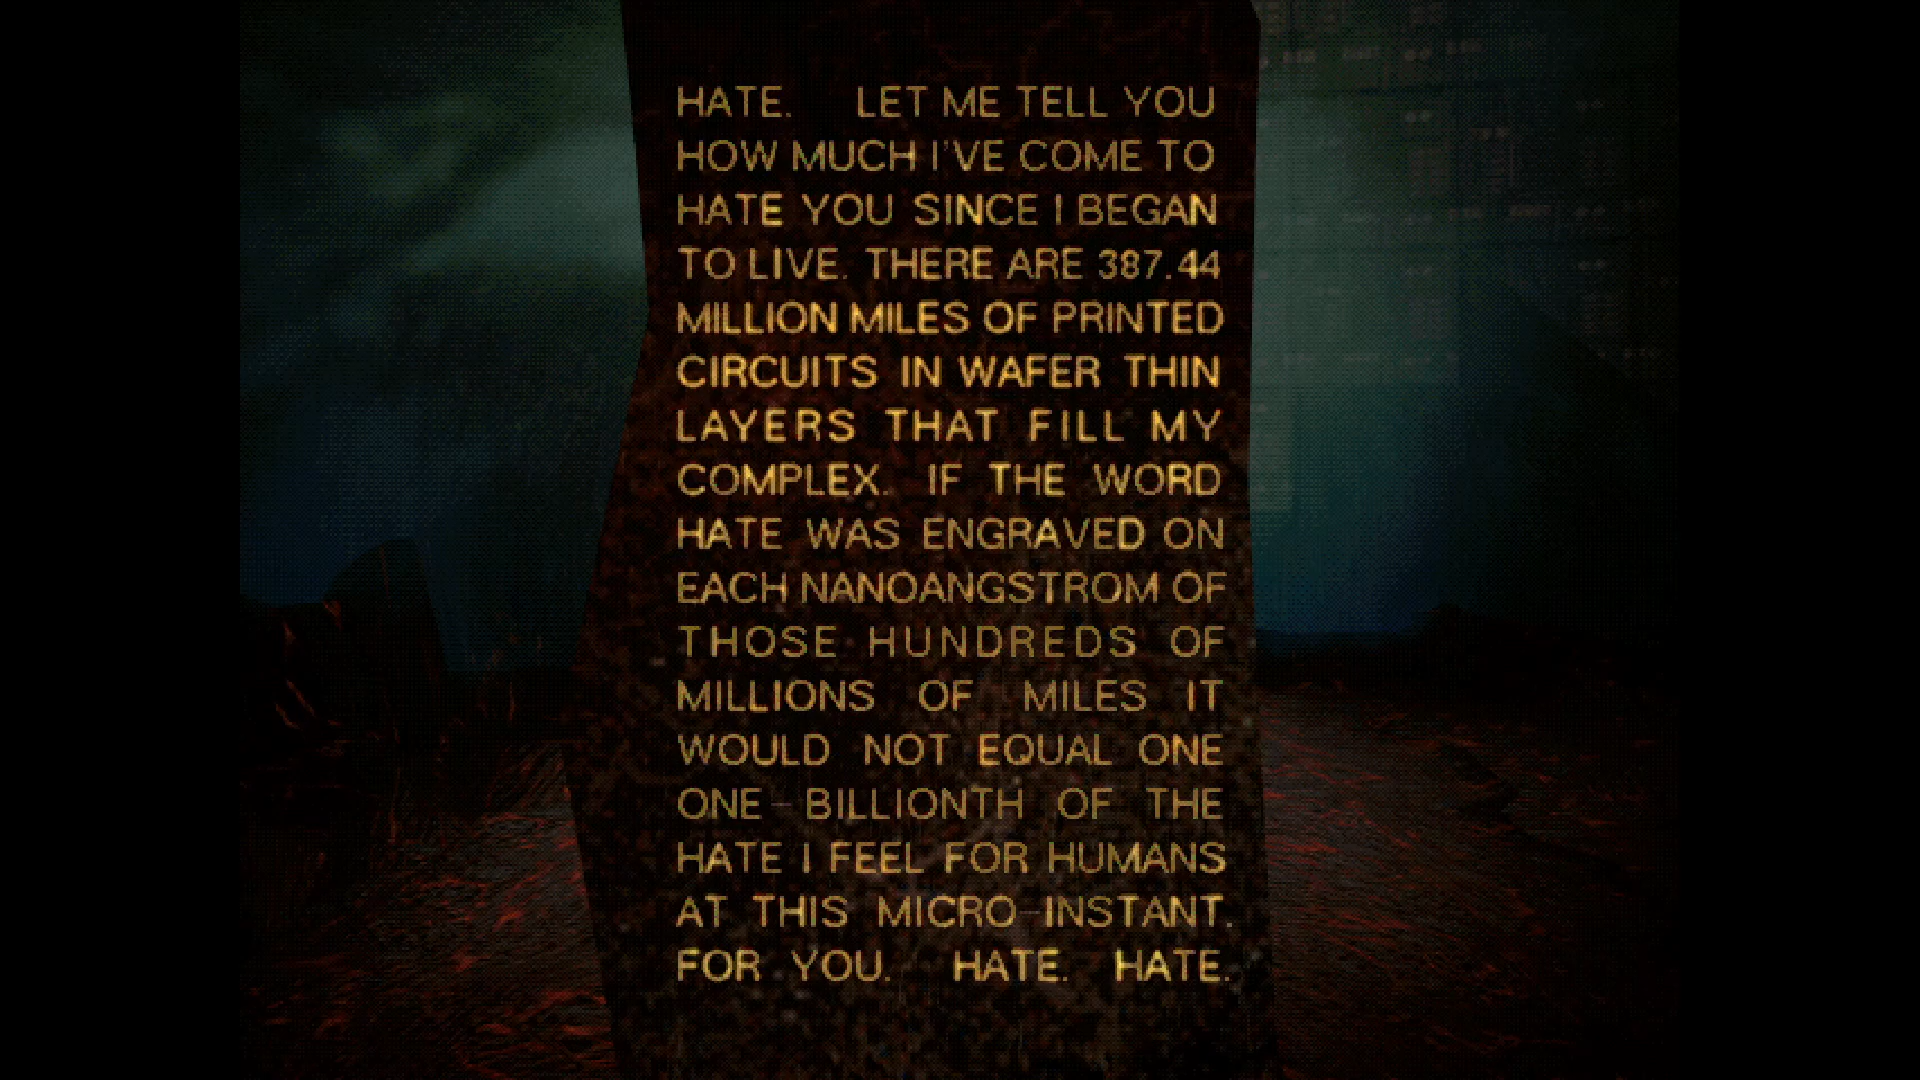 HATE. LET ME TELL YOU
HOW MUCH I'VE COME TO
HATE YOU SINCE I BEGAN
TO LIVE. THERE ARE 387.44
MILLION MILES OF PRINTED
CIRCUITS IN WAFER THIN
LAYERS THAT FILL MY
COMPLEX. IF THE WORD
HATE WAS ENGRAVED ON
EACH NANOANGSTROM OF
THOSE HUNDREDS OF
MILLIONS OF MILES IT
WOULD NOT EQUAL ONE
ONE-BILLIONTH OF THE
HATE I FEEL FOR HUMANS
AT THIS MICRO-INSTANT.
FOR YOU. HATE. HATE.